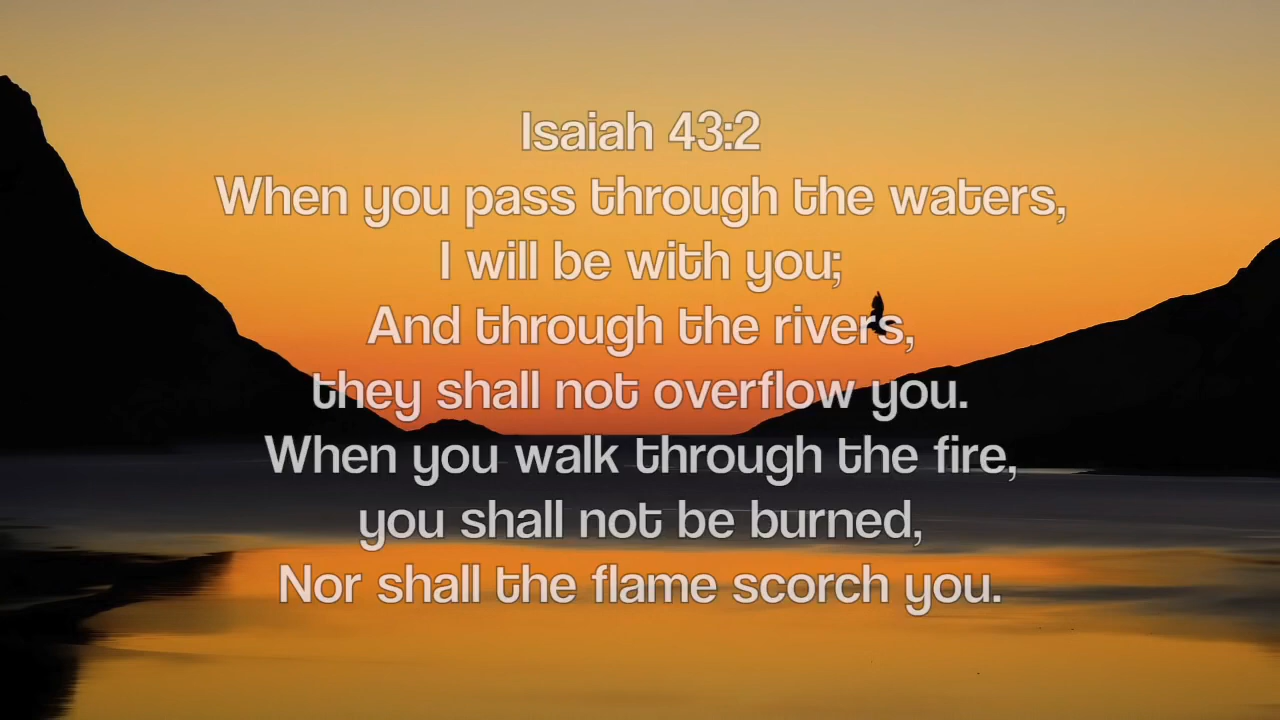 Isaiah 43:2
When you pass through the waters,
I will be with you;
And through the rivers,
they shall not overflow you.
When you walk through the fire,
you shall not be burned,
Nor shall the flame scorch you.